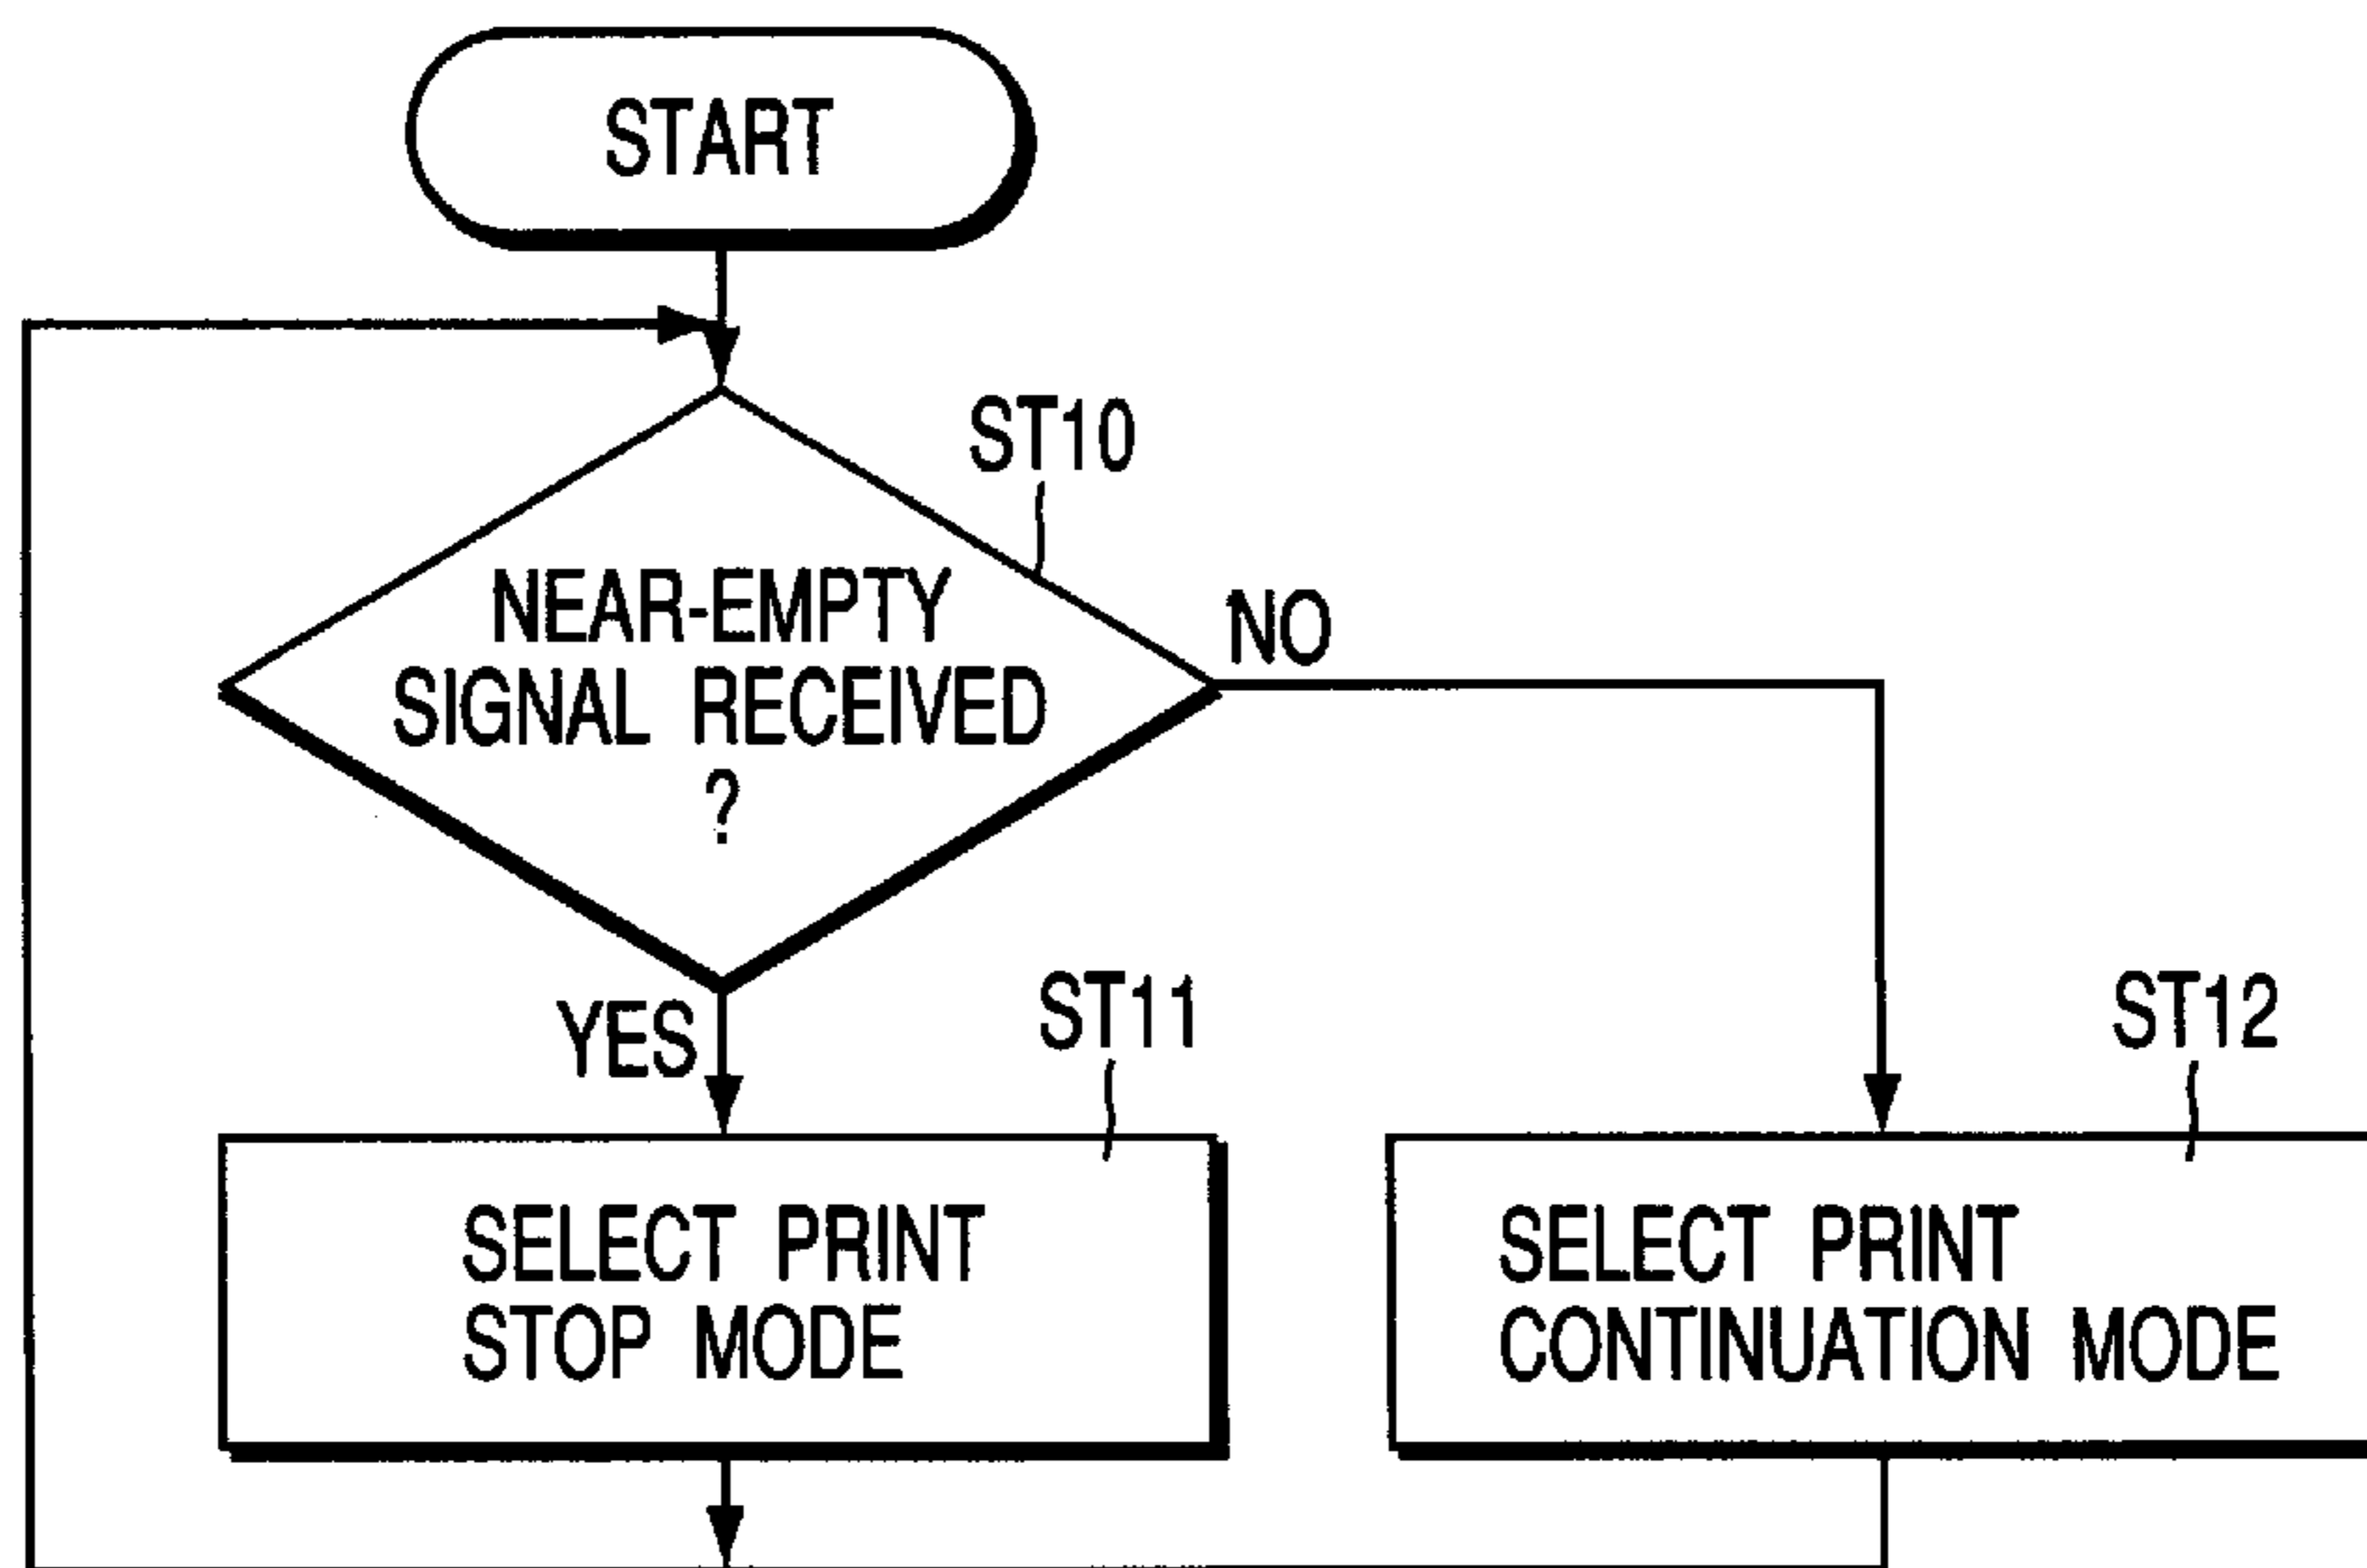 START
ST10
NEAR-EMPTY
SIGNAL RECEIVED
?
NO
YES
ST11
ST12
SELECT PRINT
STOP MODE
SELECT PRINT
CONTINUATION MODE